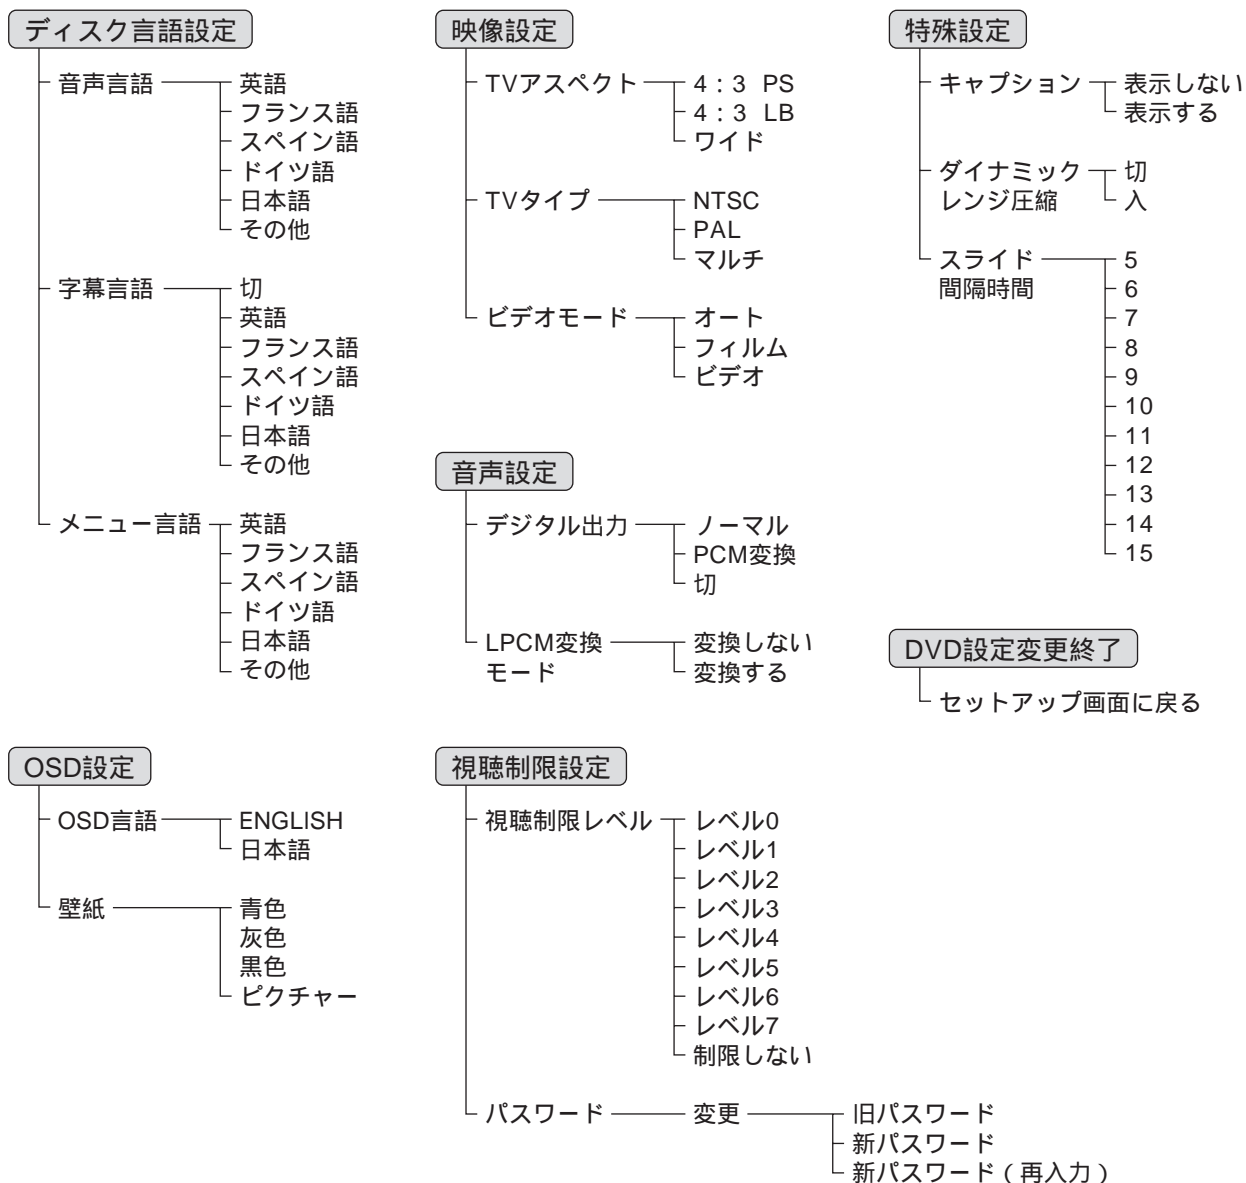 ディスク言語設定
音声言語
英語
フランス語
スペイン語
ドイツ語
日本語
その他
字幕言語
切
英語
フランス語
スペイン語
ドイツ語
日本語
その他
メニュー言語
英語
フランス語
スペイン語
ドイツ語
日本語
その他
OSD設定
OSD言語
ENGLISH
日本語
壁紙
青色
灰色
黒色
ピクチャー
映像設定
TVアスペクト
4：3 PS
4：3 LB
ワイド
TVタイプ
NTSC
PAL
マルチ
ビデオモード
オート
フィルム
ビデオ
音声設定
デジタル出力
ノーマル
PCM変換
切
LPCM変換
モード
変換しない
変換する
視聴制限設定
視聴制限レベル
レベル0
レベル1
レベル2
レベル3
レベル4
レベル5
レベル6
レベル7
制限しない
パスワード
変更
旧パスワード
新パスワード
新パスワード（再入力）
特殊設定
キャプション
表示しない
表示する
ダイナミック
レンジ圧縮
切
入
スライド
間隔時間
5
6
7
8
9
10
11
12
13
14
15
DVD設定変更終了
セットアップ画面に戻る